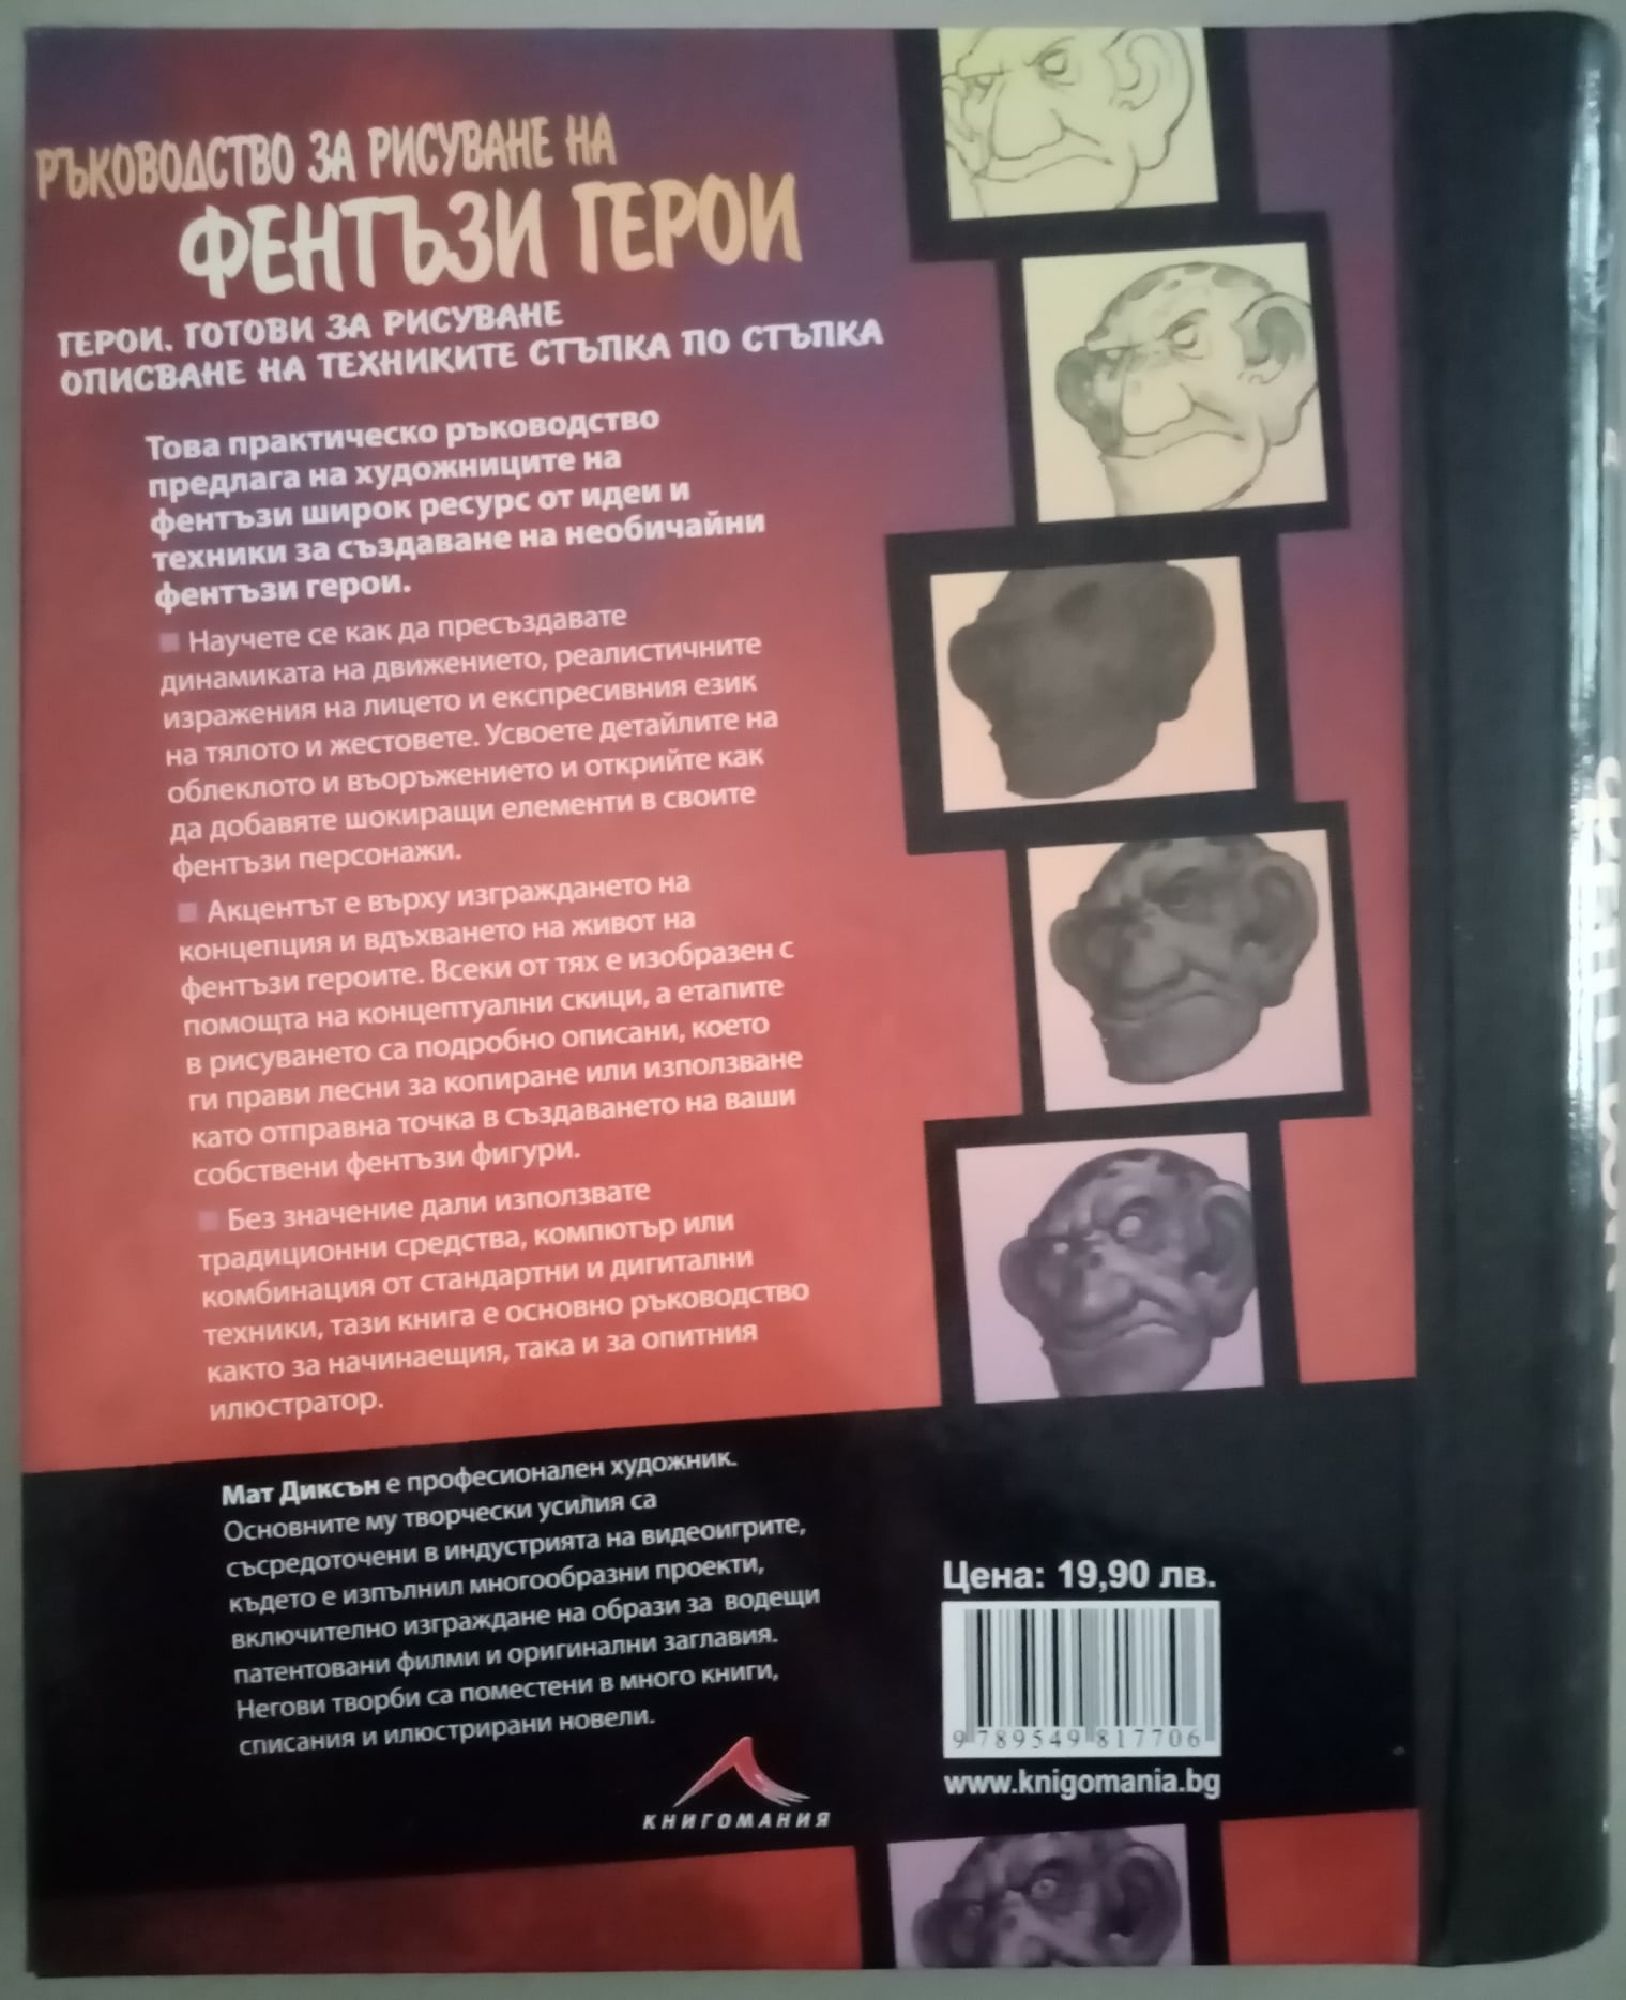 РЪКОВОДСТВО ЗА РИСУВАНЕ НА
ФЕНТЪЗИ ГЕРОИ
ГЕРОИ. ГОТОВИ ЗА РИСУВАНЕ
ОПИСВАНЕ НА ТЕХНИКИТЕ СТЪПКА ПО СТЪПКА
Това практическо ръководство
предлага на художниците на
фентъзи широк ресурс от идеи и
техники за създаване на необичайни
фентъзи герои.
Научете се как да пресъздавате
динамиката на движението, реалистичните
изражения на лицето и експресивния език
на тялото и жестовете. Усвоете детайлите на
облеклото и въоръжението и открийте как
да добавяте шокиращи елементи в своите
фентъзи персонажи.
Акцентът е върху изграждането на
концепция и вдъхването на живот на
фентъзи героите. Всеки от тях е изобразен с
помощта на концептуални скици, а етапите
в рисуването са подробно описани, което
ги прави лесни за копиране или използване
като отправна точка в създаването на ваши
собствени фентъзи фигури.
Без значение дали използвате
традиционни средства, компютър или
комбинация от стандартни и дигитални
техники, тази книга е основно ръководство
както за начинаещия, така и за опитния
илюстратор.
Мат Диксън е професионален художник.
Основните му творчески усилия са
съсредоточени в индустрията на видеоигрите,
където е изпълнил многообразни проекти,
включително изграждане на образи за водещи
патентовани филми и оригинални заглавия.
Негови творби са поместени в много книги,
списания и илюстрирани новели.
КНИГОМАНИЯ
Цена: 19,90 лв.
9 789549 817706
www.knigomania.bg